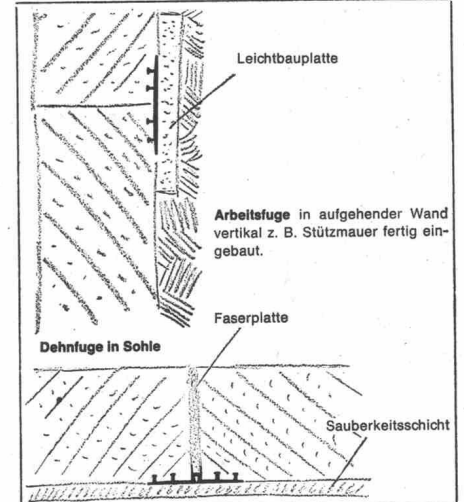 Leichtbauplatte
Arbeitsfuge in aufgehender Wand
vertikal z. B. Stützmauer fertig ein-
gebaut.
Faserplatte
Dehnfuge in Sohle
Sauberkeitsschicht